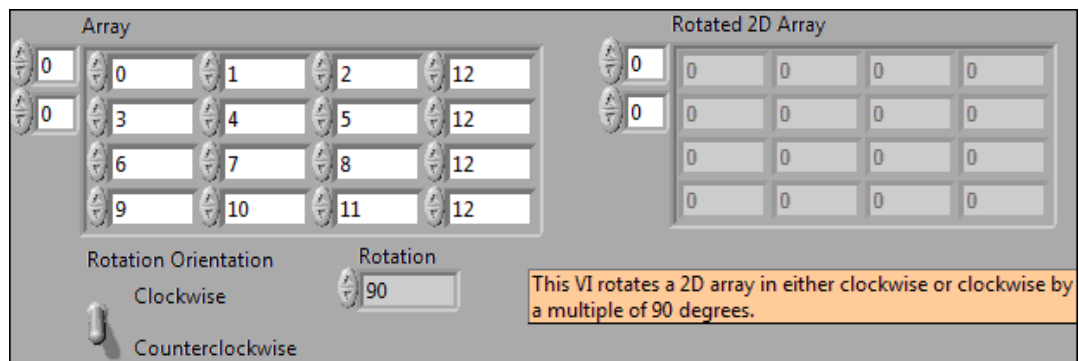 Array Rotated 2D Array
0 0 1 2 12 0 0 0 0 0
0 3 4 5 12 0 0 0 0 0
6 7 8 12 0 0 0 0
9 10 11 12 0 0 0 0
Rotation Orientation Rotation
Clockwise 90
Counterclockwise
This VI rotates a 2D array in either clockwise or clockwise by
a multiple of 90 degrees.